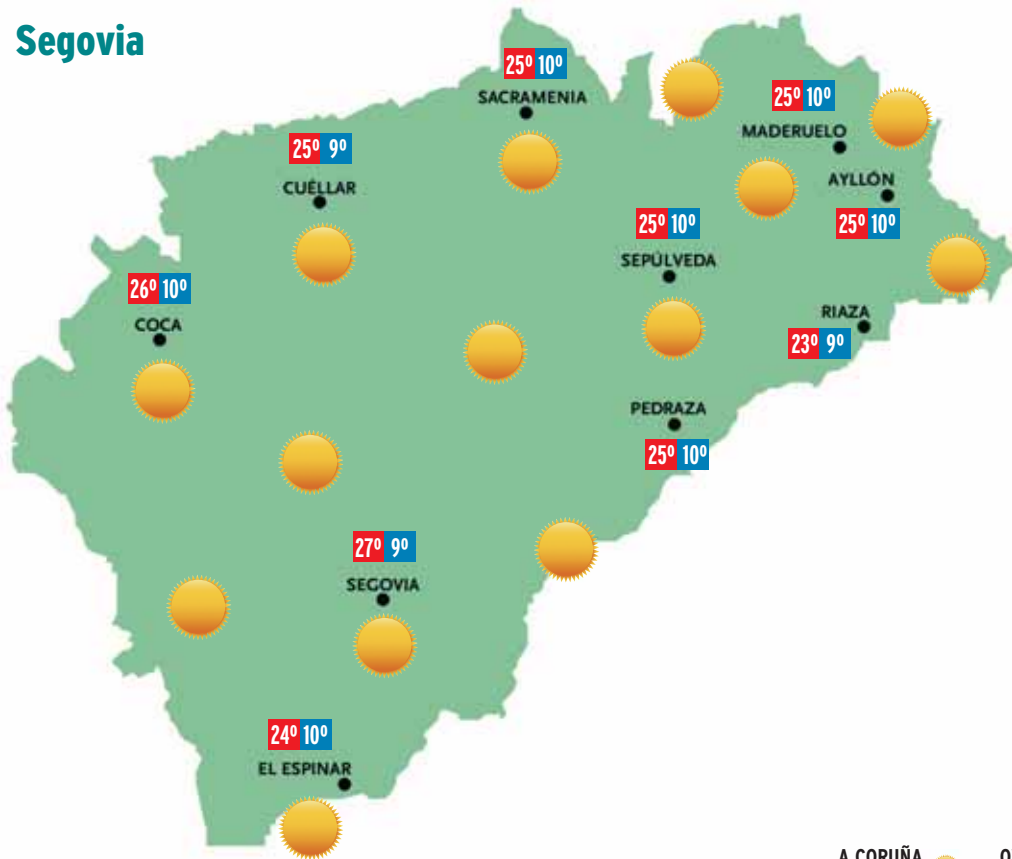 Segovia
25º 10º
SACRAMENIA
25º 10º
MADERUELO
25º 9º
CUÉLLAR
AYLLÓN
25º 10º
25º 10º
SEPÚLVEDA
26º 10º
COCA
RIAZA
23º 9º
PEDRAZA
25º 10º
27º 9º
SEGOVIA
24º 10º
EL ESPINAR
A CORUÑA